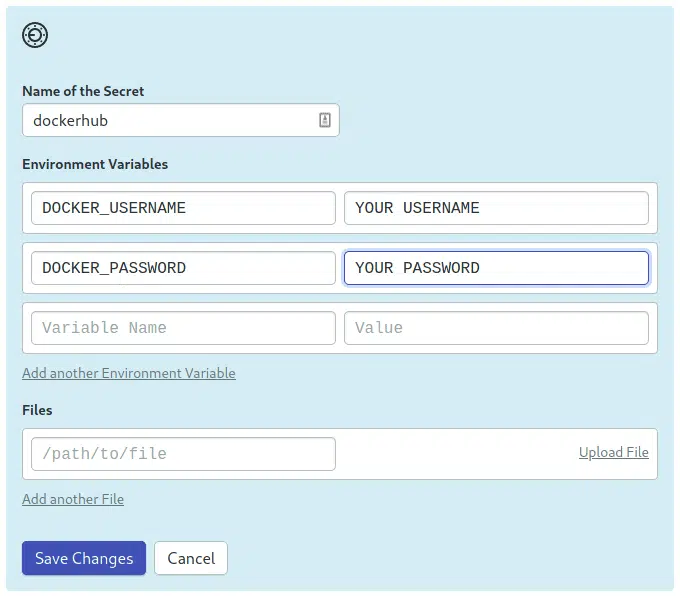 Name of the Secret
dockerhub
Environment Variables
DOCKER_USERNAME YOUR USERNAME
DOCKER_PASSWORD YOUR PASSWORD
Variable Name Value
Add another Environment Variable
Files
/path/to/file Upload File
Add another File
Save Changes Cancel